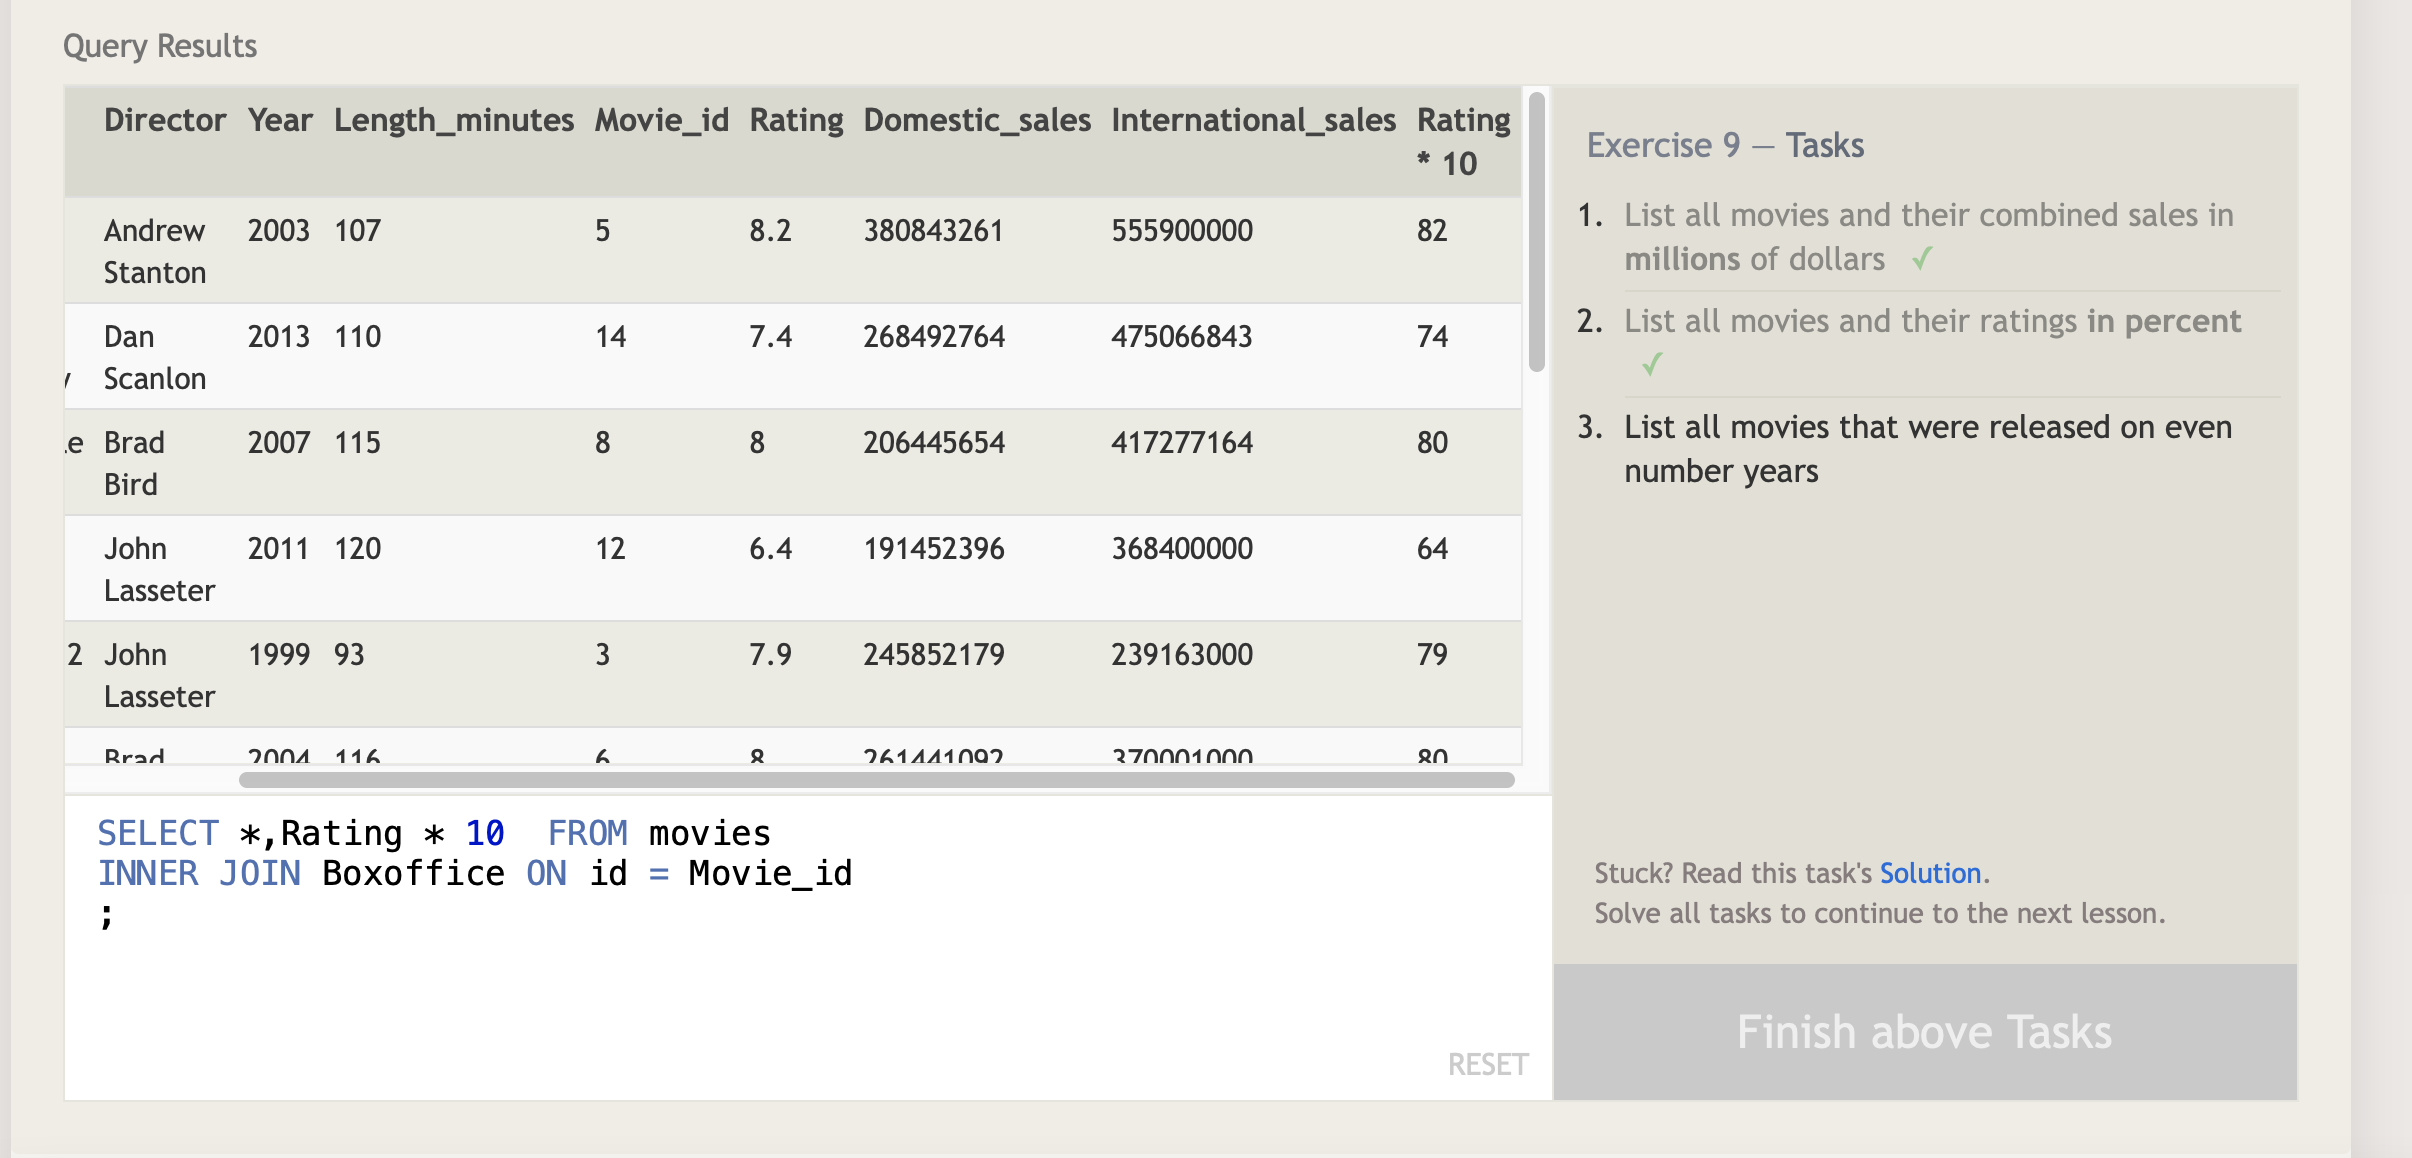 Query Results
Director Year Length_minutes Movie_id Rating Domestic_sales International_sales Rating
* 10
Andrew 2003 107 5 8.2 380843261 555900000 82
Stanton
Dan 2013 110 14 7.4 268492764 475066843 74
Scanlon
Brad 2007 115 8 8 206445654 417277164 80
Bird
John 2011 120 12 6.4 191452396 368400000 64
Lasseter
2 John 1999 93 3 7.9 245852179 239163000 79
Lasseter
Brad 2004 116 6 8 261441092 370001000 80
SELECT *,Rating * 10  FROM movies
INNER JOIN Boxoffice ON id = Movie_id
;
RESET
Exercise 9 — Tasks
1. List all movies and their combined sales in
millions of dollars ✓
2. List all movies and their ratings in percent
✓
3. List all movies that were released on even
number years
Stuck? Read this task's Solution.
Solve all tasks to continue to the next lesson.
Finish above Tasks